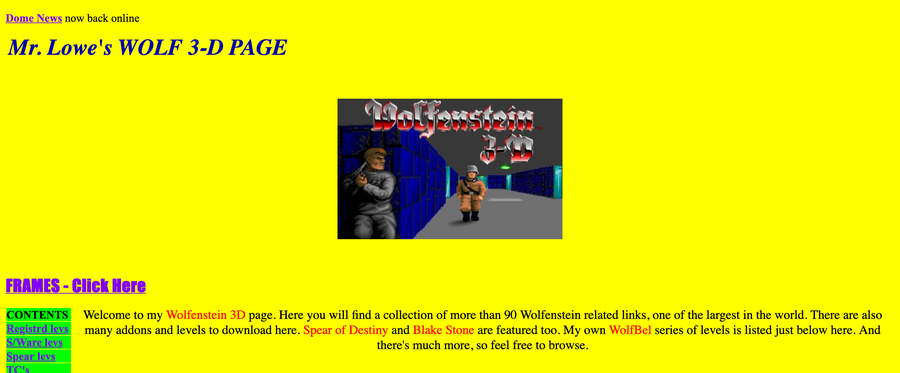 Dome News now back online
Mr. Lowe's WOLF 3-D PAGE
Wolfenstein
3-D
FRAMES - Click Here
CONTENTS
Registrd levs
S/Ware levs
Spear levs
TC's
Welcome to my Wolfenstein 3D page. Here you will find a collection of more than 90 Wolfenstein related links, one of the largest in the world. There are also
many addons and levels to download here. Spear of Destiny and Blake Stone are featured too. My own WolfBel series of levels is listed just below here. And
there's much more, so feel free to browse.